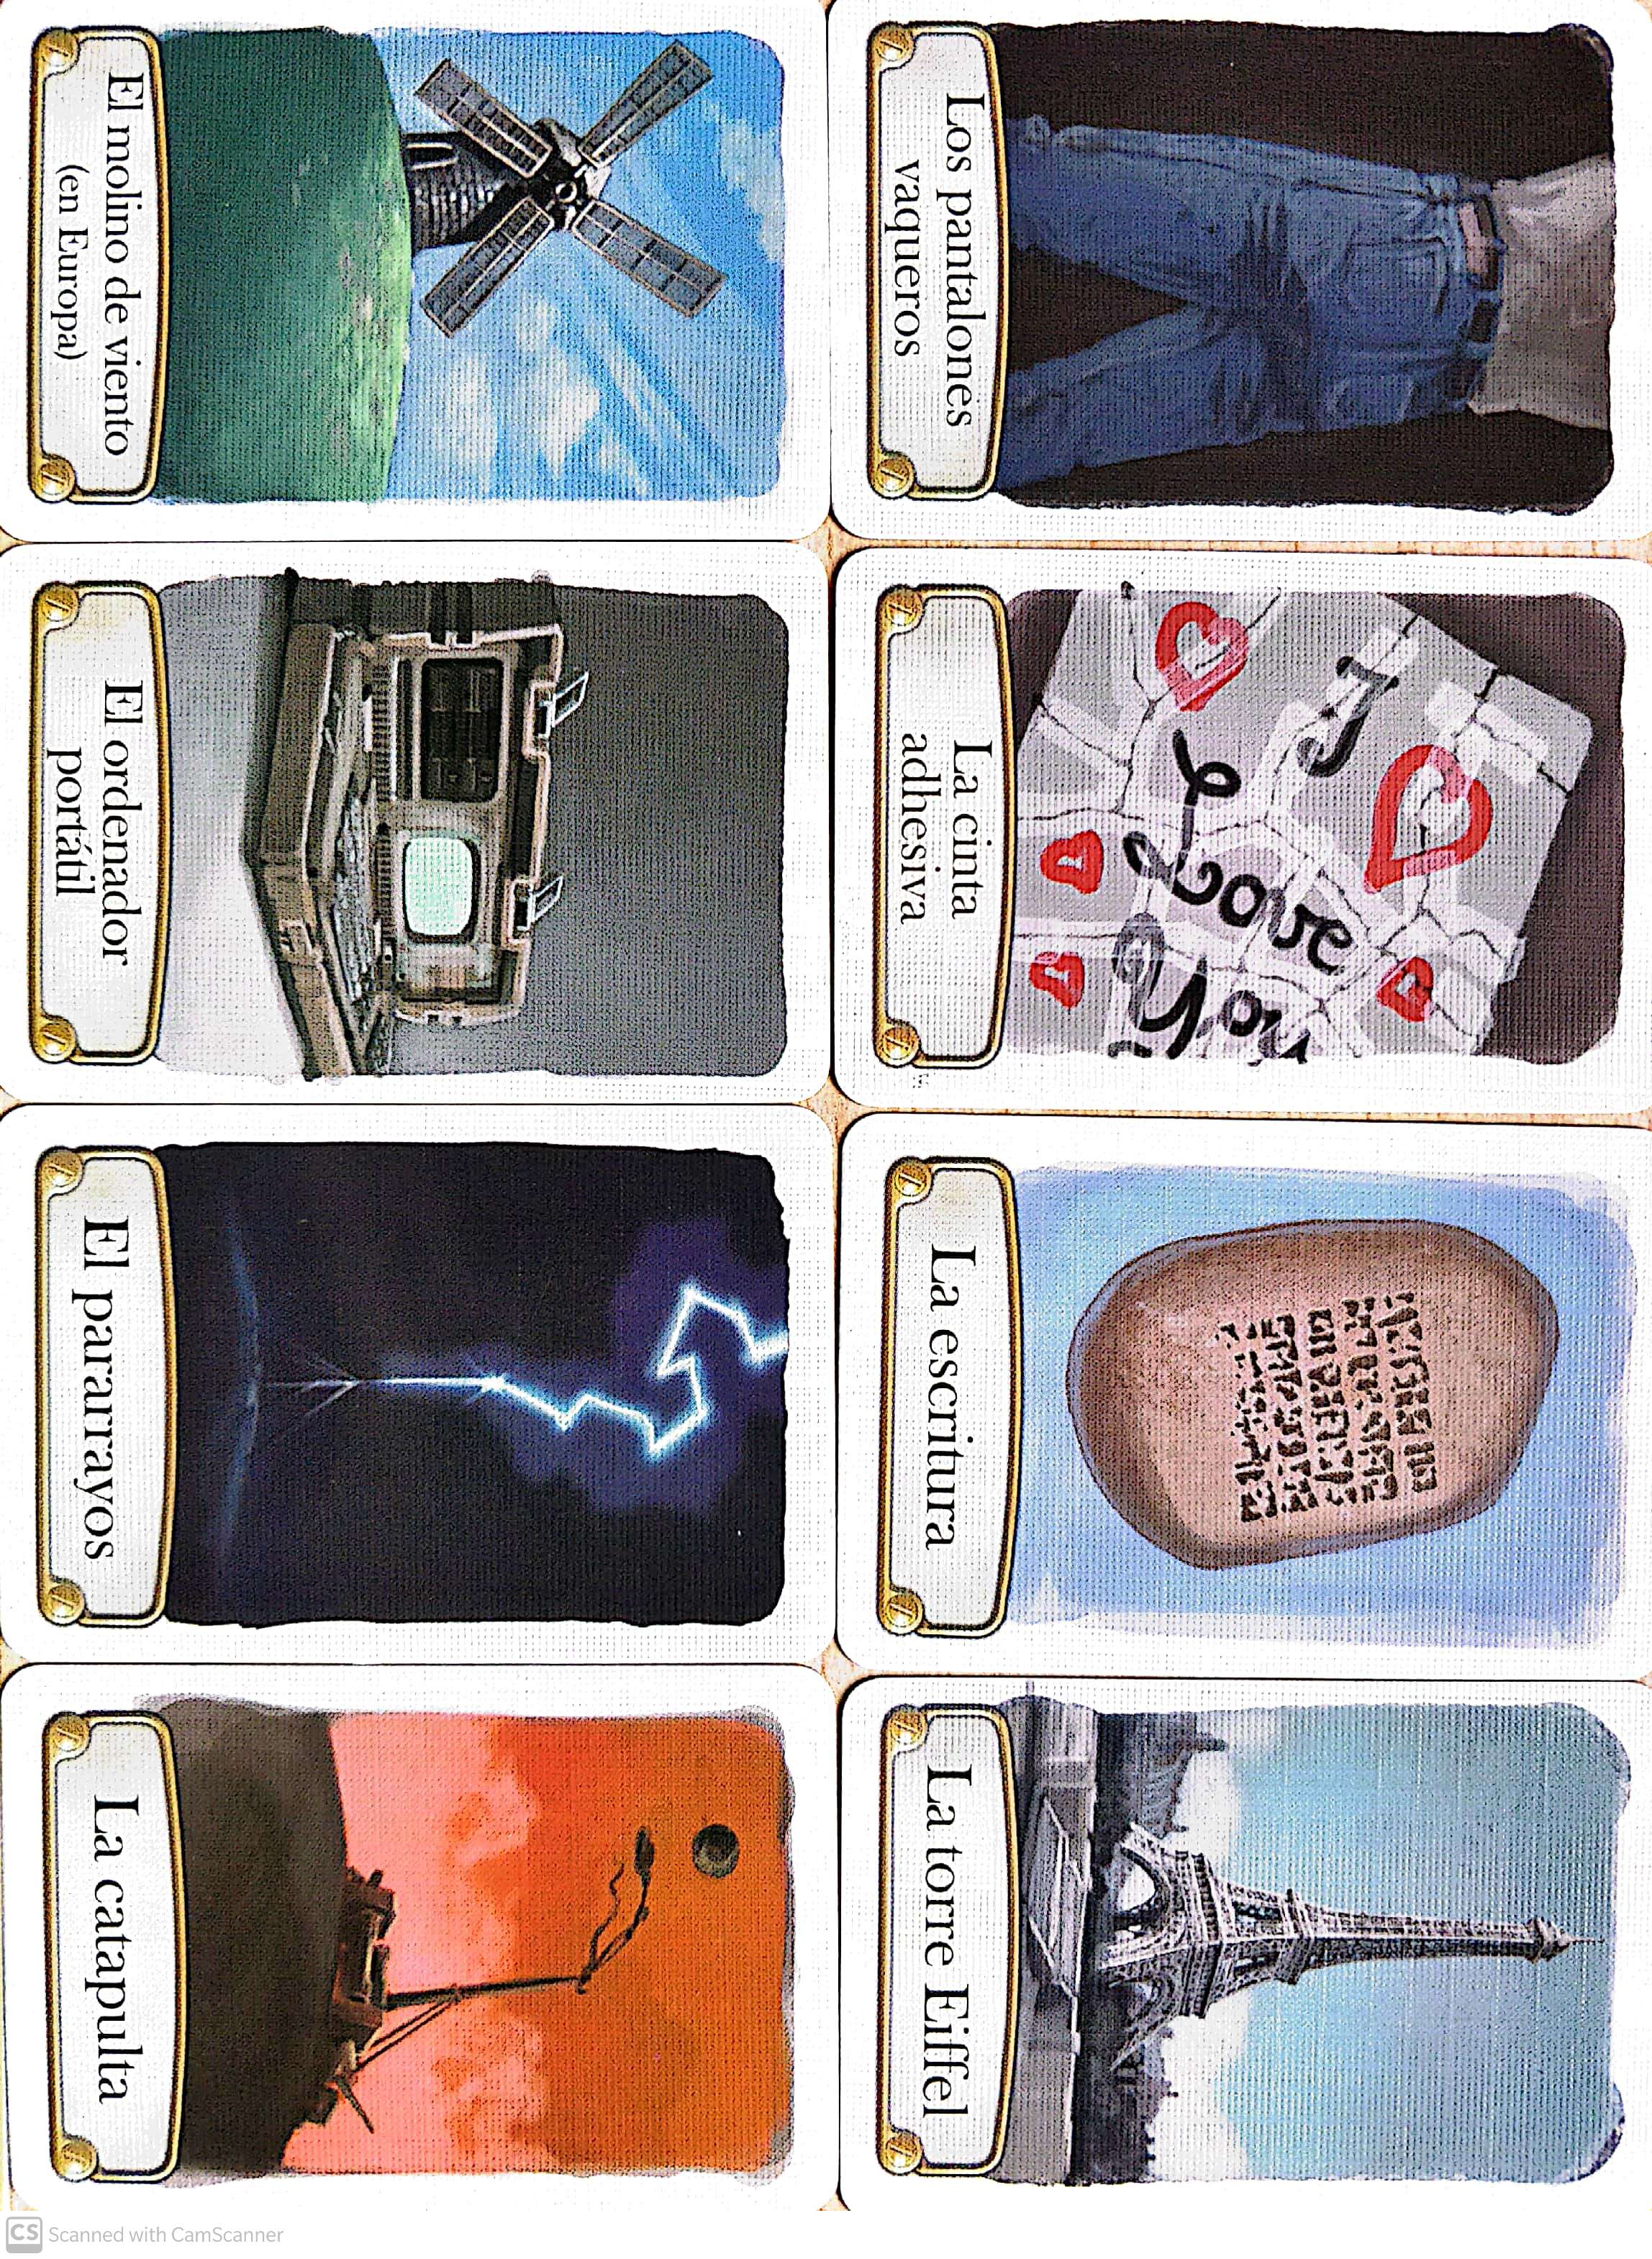 Los pantalones
vaqueros
La cinta
adhesiva
I
Love
You
La escritura
La torre Eiffel
El molino de viento
(en Europa)
El ordenador
portátil
El pararrayos
La catapulta
CS Scanned with CamScanner